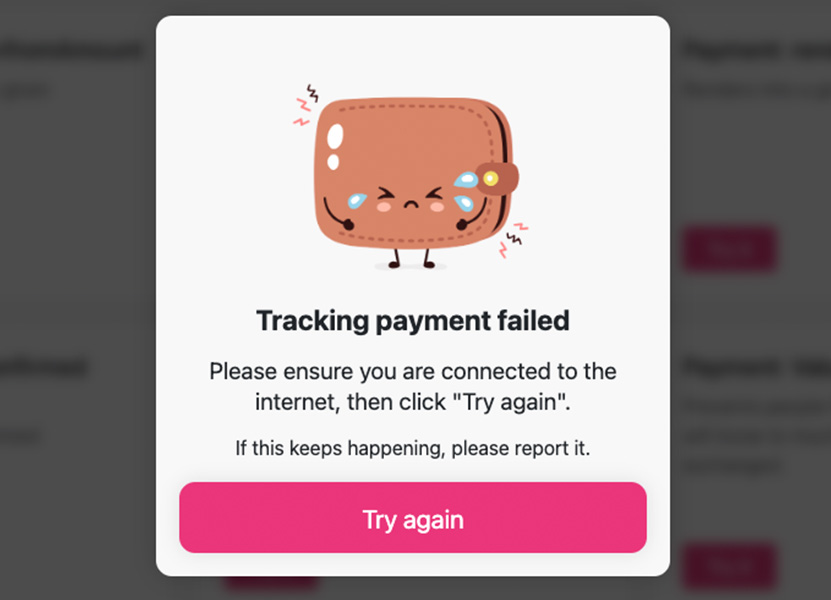 Tracking payment failed
Please ensure you are connected to the
internet, then click "Try again".
If this keeps happening, please report it.
Try again